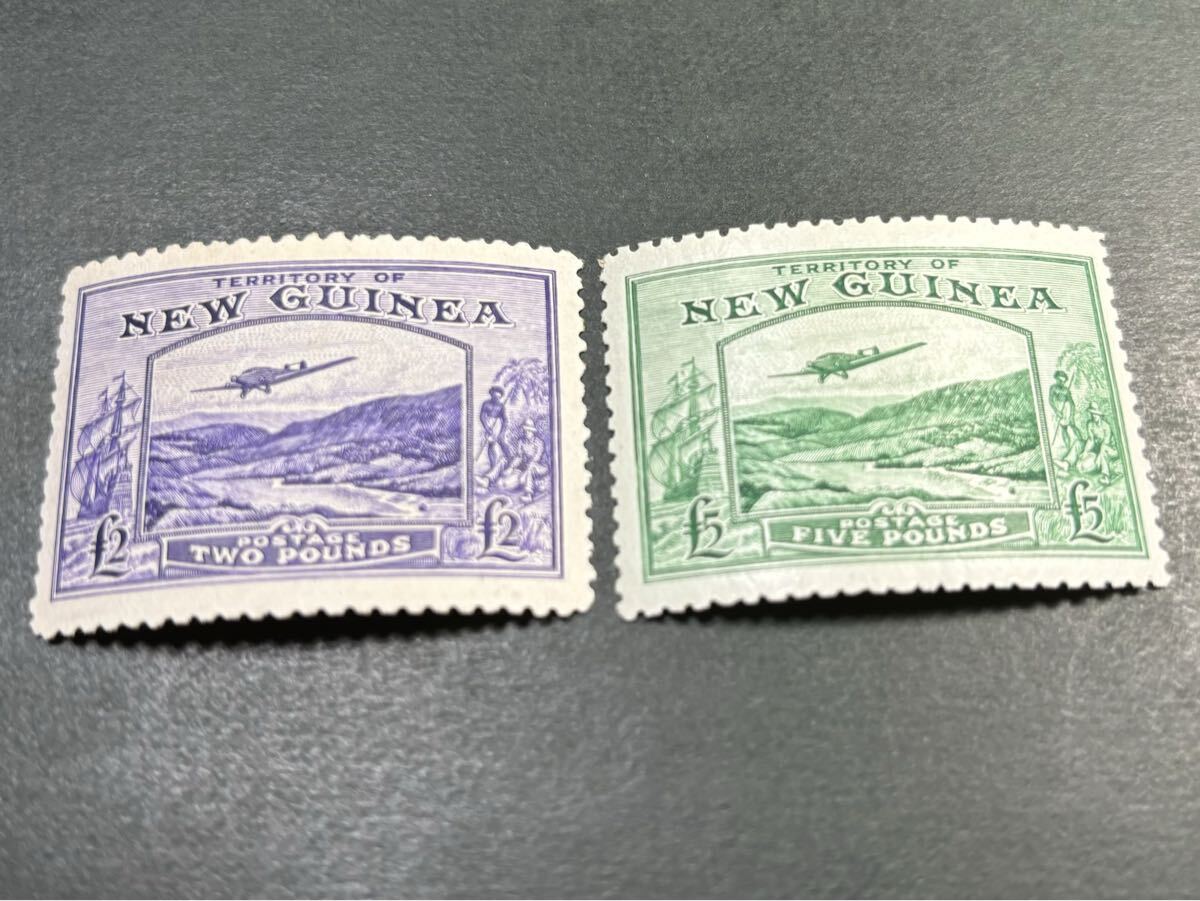 TERRITORY OF
NEW GUINEA
£2 £2
POSTAGE
TWO POUNDS
TERRITORY OF
NEW GUINEA
£5 £5
POSTAGE
FIVE POUNDS